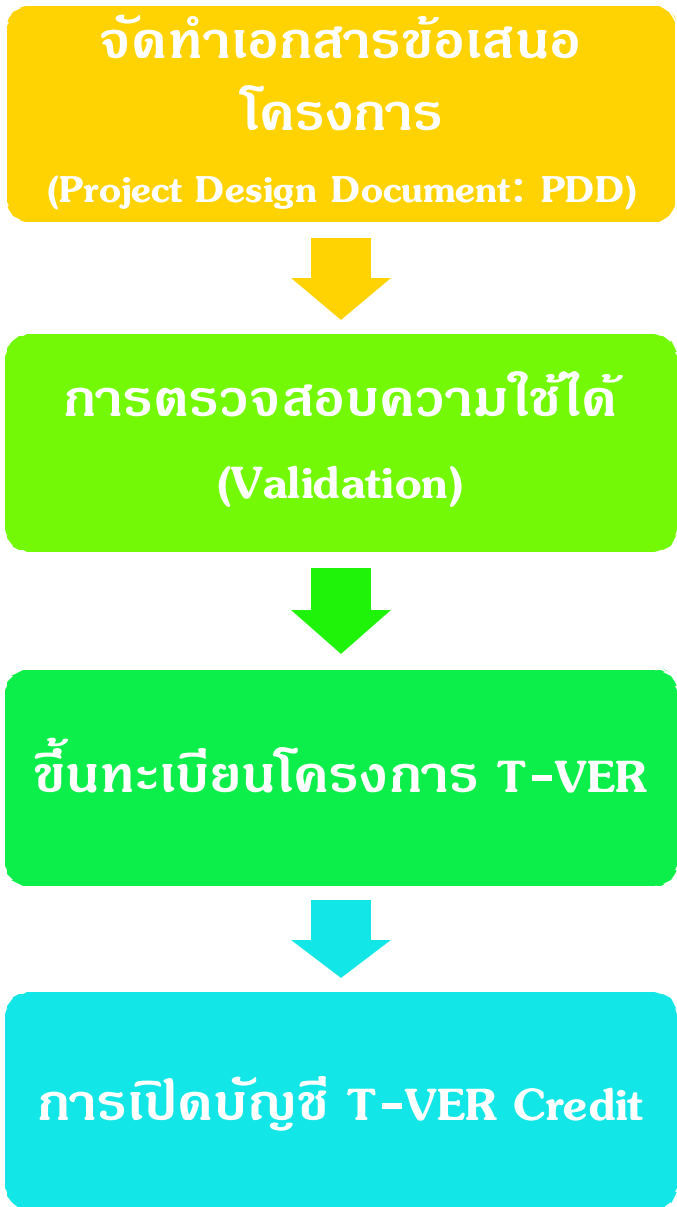 จัดทำเอกสารข้อเสนอ
โครงการ
(Project Design Document: PDD)
การตรวจสอบความใช้ได้
(Validation)
ขึ้นทะเบียนโครงการ T-VER
การเปิดบัญชี T-VER Credit